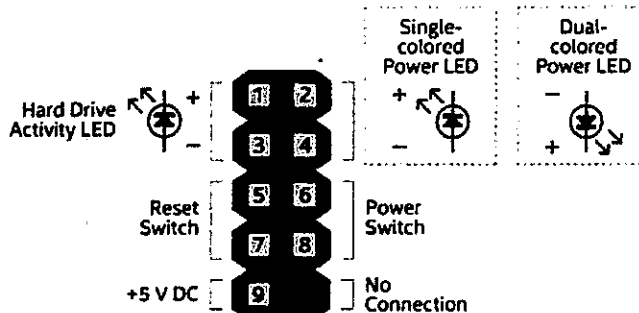 Single-
colored
Power LED
Dual-
colored
Power LED
Hard Drive
Activity LED
+
−
1 2
3 4
+
−
−
+
Reset
Switch
5 6
7 8
Power
Switch
+5 V DC
9
No
Connection